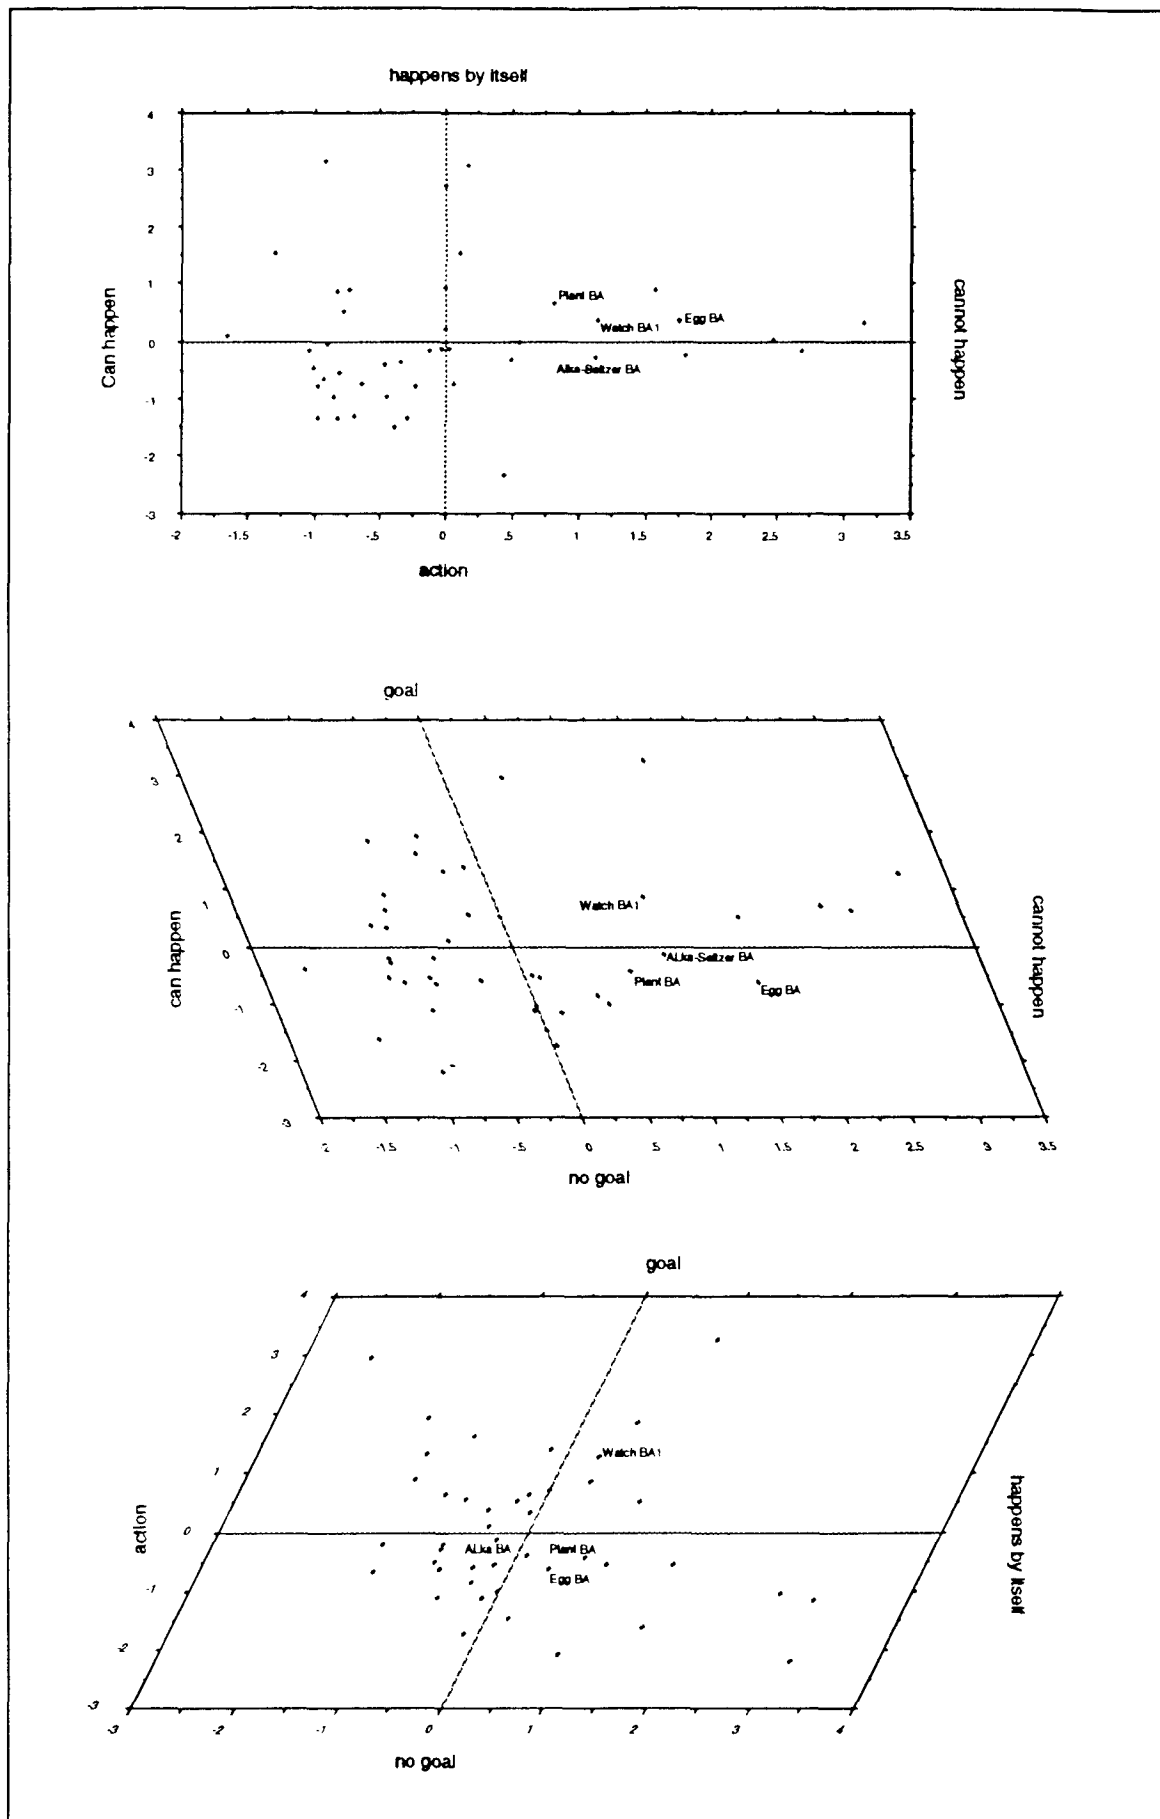 happens by itself
4
3
2
1
0
-1
-2
-3
Can happen
cannot happen
Plant BA
Egg BA
Watch BA1
Alka-Seltzer BA
-2 -1.5 -1 -.5 0 .5 1 1.5 2 2.5 3 3.5
action
goal
4
3
2
1
0
-1
-2
-3
can happen
cannot happen
Watch BA1
ALka-Seltzer BA
Plant BA
Egg BA
-2 -1.5 -1 -.5 0 .5 1 1.5 2 2.5 3 3.5
no goal
goal
4
3
2
1
0
-1
-2
-3
action
happens by itself
Watch BA1
ALka BA
Plant BA
Egg BA
-3 -2 -1 0 1 2 3 4
no goal